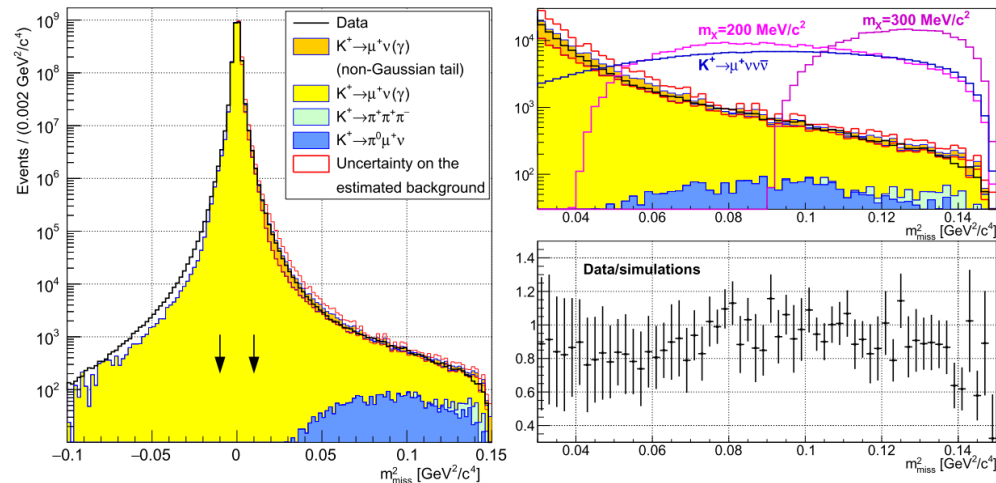 Events / (0.002 GeV²/c⁴)
10⁹
10⁸
10⁷
10⁶
10⁵
10⁴
10³
10²
10
−0.1
−0.05
0
0.05
0.1
0.15
m²miss [GeV²/c⁴]
Data
K⁺→μ⁺ν(γ)
(non-Gaussian tail)
K⁺→μ⁺ν(γ)
K⁺→π⁺π⁺π⁻
K⁺→π⁰μ⁺ν
Uncertainty on the
estimated background
10⁴
10³
10²
mX=200 MeV/c²
mX=300 MeV/c²
K⁺→μ⁺ννν̄
0.04
0.06
0.08
0.1
0.12
0.14
m²miss [GeV²/c⁴]
Data/simulations
1.4
1.2
1
0.8
0.6
0.4
0.04
0.06
0.08
0.1
0.12
0.14
m²miss [GeV²/c⁴]